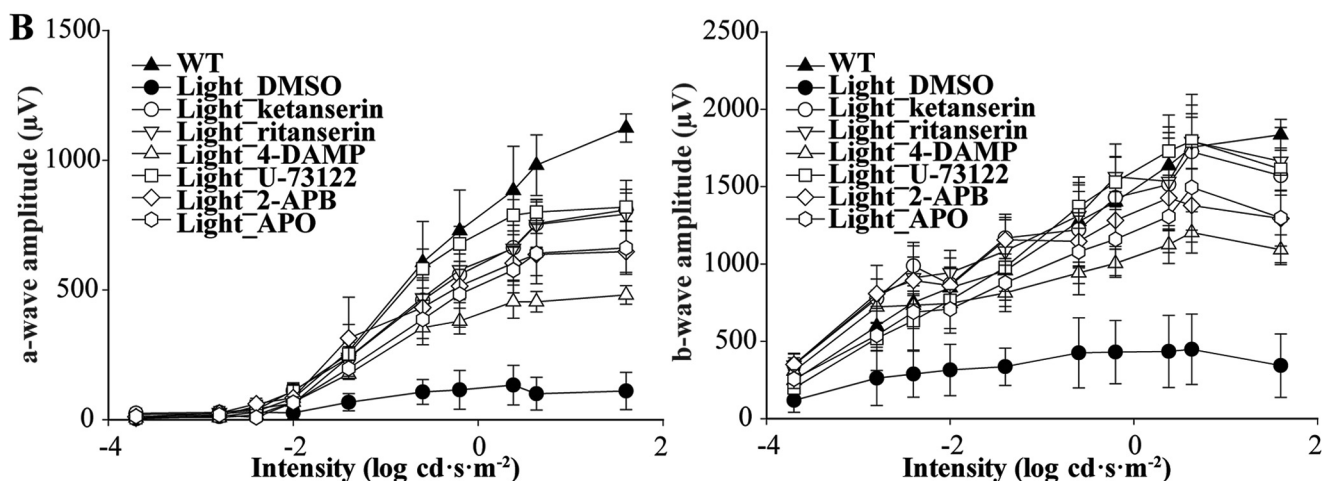 B
1500
1000
500
0
a-wave amplitude (µV)
WT
Light_DMSO
Light_ketanserin
Light_ritanserin
Light_4-DAMP
Light_U-73122
Light_2-APB
Light_APO
-4
-2
0
2
Intensity (log cd·s·m-2)
2500
2000
1500
1000
500
0
b-wave amplitude (µV)
WT
Light_DMSO
Light_ketanserin
Light_ritanserin
Light_4-DAMP
Light_U-73122
Light_2-APB
Light_APO
-4
-2
0
2
Intensity (log cd·s·m-2)